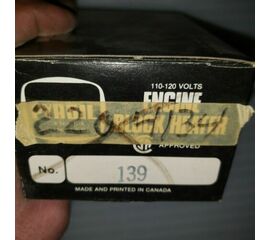 110-120 VOLTS
ENGINE
BLOCK HEATER
APPROVED
No. 139
MADE AND PRINTED IN CANADA